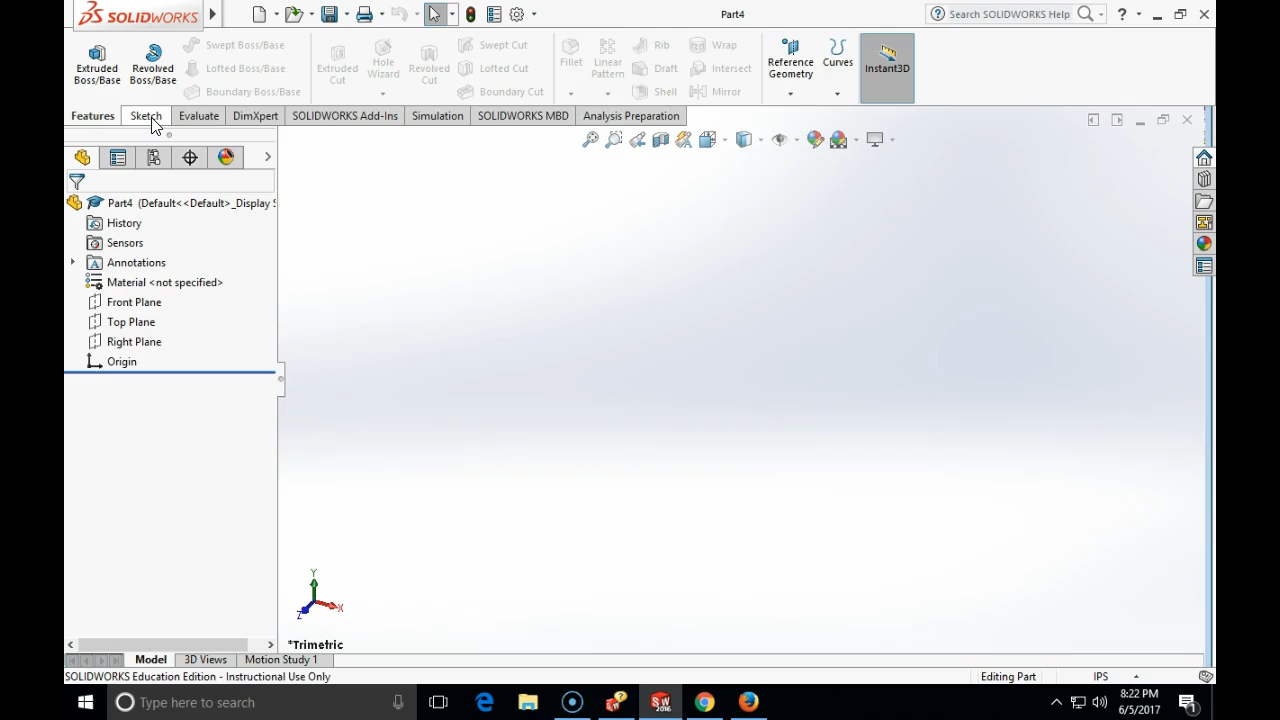 SOLIDWORKS
Part4
Search SOLIDWORKS Help
?
Extruded Boss/Base
Revolved Boss/Base
Swept Boss/Base
Lofted Boss/Base
Boundary Boss/Base
Extruded Cut
Hole Wizard
Revolved Cut
Swept Cut
Lofted Cut
Boundary Cut
Fillet
Linear Pattern
Rib
Draft
Shell
Wrap
Intersect
Mirror
Reference Geometry
Curves
Instant3D
Features
Sketch
Evaluate
DimXpert
SOLIDWORKS Add-Ins
Simulation
SOLIDWORKS MBD
Analysis Preparation
Part4 (Default<<Default>_Display S
History
Sensors
Annotations
Material <not specified>
Front Plane
Top Plane
Right Plane
Origin
Y
X
Z
*Trimetric
Model
3D Views
Motion Study 1
SOLIDWORKS Education Edition - Instructional Use Only
Editing Part
IPS
Type here to search
SW
2016
8:22 PM
6/5/2017
1